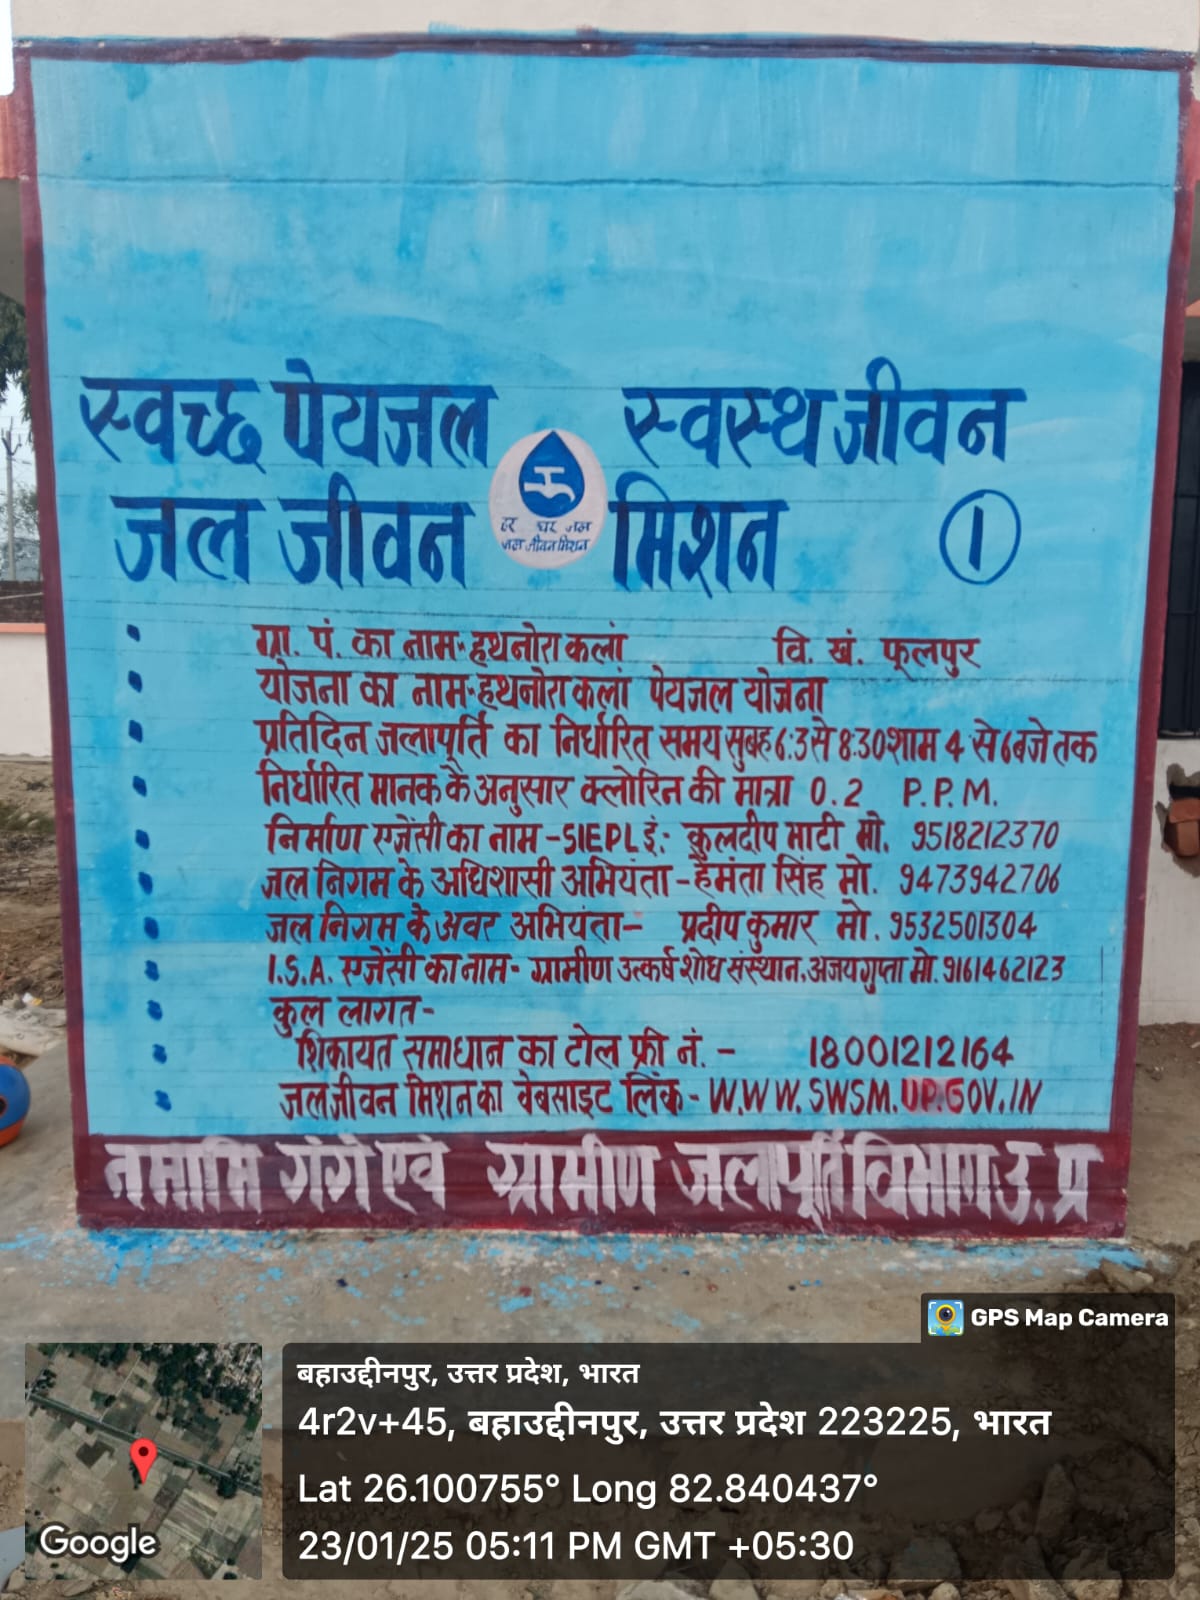 स्वच्छ पेयजल स्वस्थ जीवन
हर घर जल
जल जीवन मिशन
जल जीवन मिशन ①
ग्रा. पं. का नाम-हथनोरा कलां वि. खं. फूलपुर
योजना का नाम-हथनोरा कलां पेयजल योजना
प्रतिदिन जलापूर्ति का निर्धारित समय सुबह 6:3 से 8:30 शाम 4 से 6 बजे तक
निर्धारित मानक के अनुसार क्लोरिन की मात्रा 0.2 P.P.M.
निर्माण एजेंसी का नाम-SIEPL इं: कुलदीप भाटी मो. 9518212370
जल निगम के अधिशासी अभियंता-हेमंता सिंह मो. 9473942706
जल निगम के अवर अभियंता- प्रदीप कुमार मो. 9532501304
I.S.A. एजेंसी का नाम- ग्रामीण उत्कर्ष शोध संस्थान, अजय गुप्ता मो. 9161462123
कुल लागत-
शिकायत समाधान का टोल फ्री नं. - 18001212164
जल जीवन मिशन का वेबसाइट लिंक- W.W.W. SWSM.UP.GOV.IN
नमामि गंगे एवं ग्रामीण जलापूर्ति विभाग उ. प्र
GPS Map Camera
बहाउद्दीनपुर, उत्तर प्रदेश, भारत
4r2v+45, बहाउद्दीनपुर, उत्तर प्रदेश 223225, भारत
Lat 26.100755° Long 82.840437°
23/01/25 05:11 PM GMT +05:30
Google